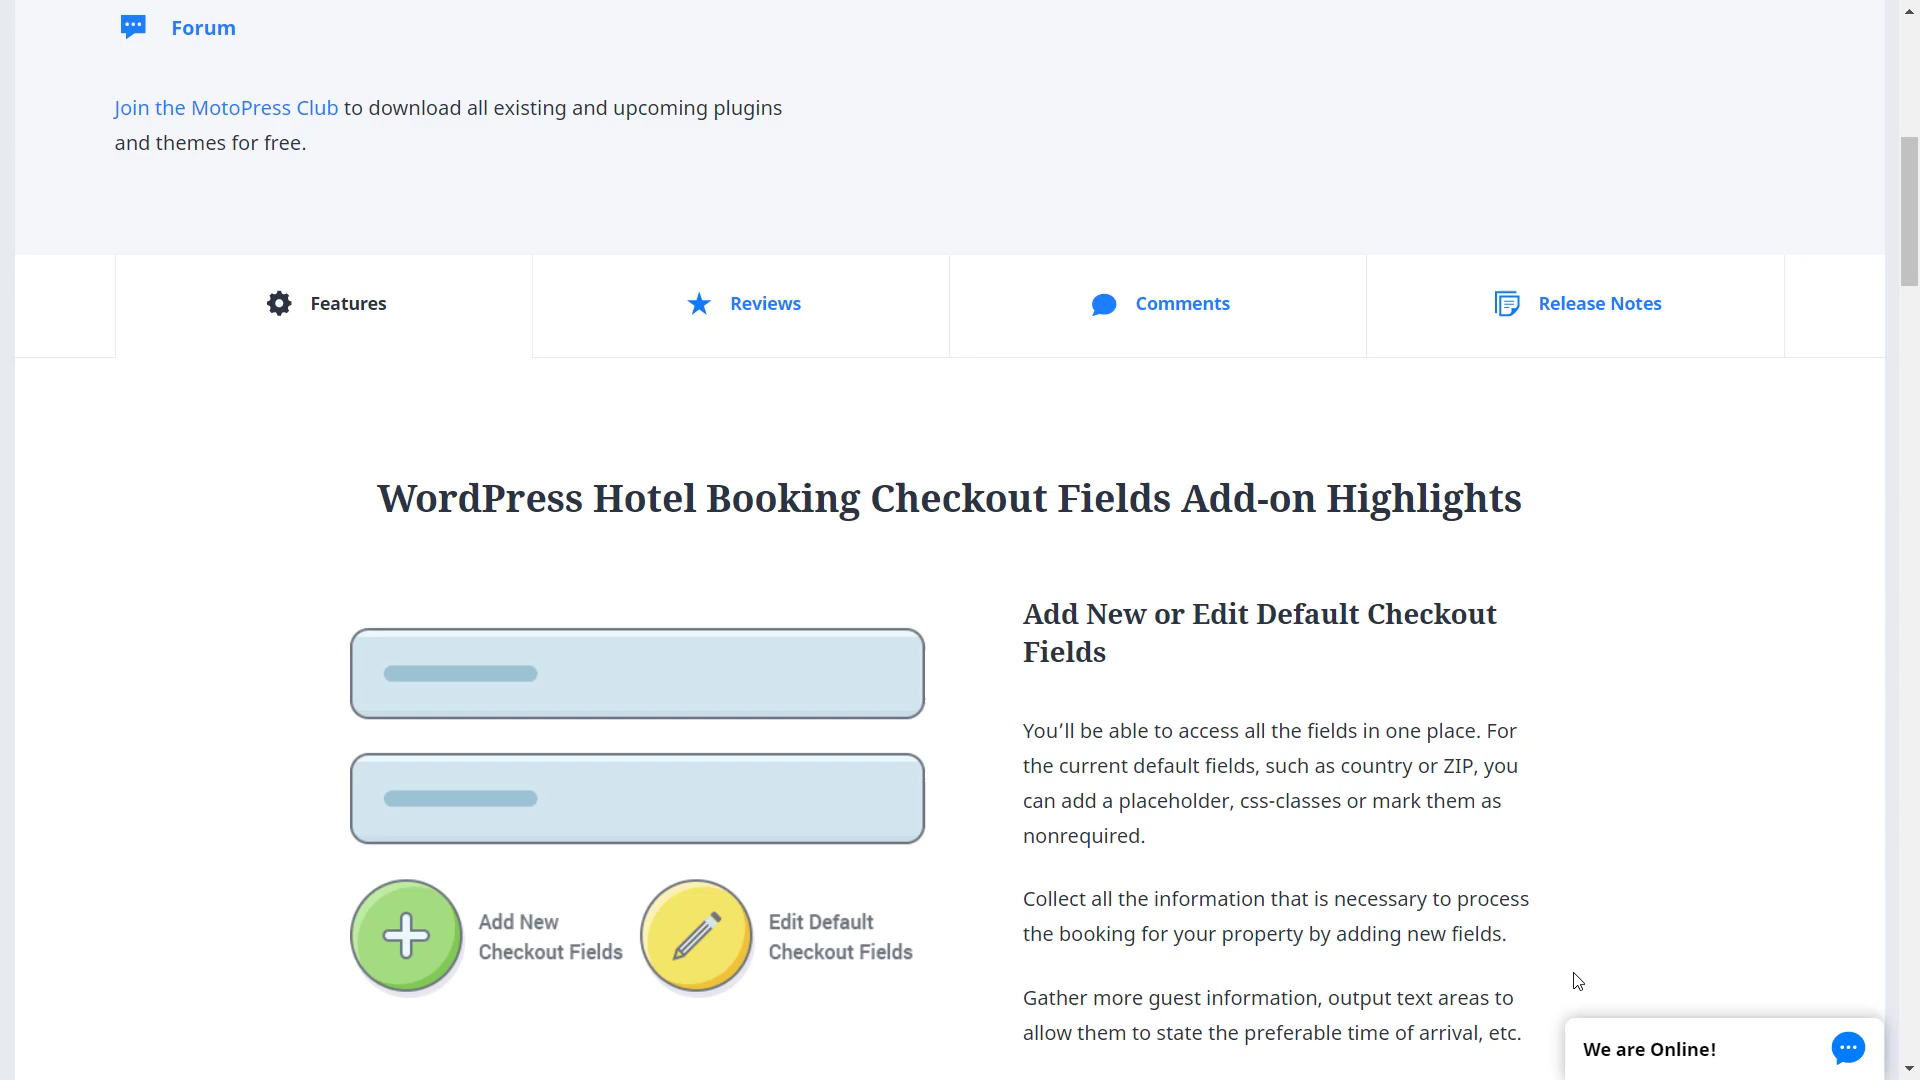 Forum
Join the MotoPress Club to download all existing and upcoming plugins
and themes for free.
Features
Reviews
Comments
Release Notes
WordPress Hotel Booking Checkout Fields Add-on Highlights
Add New
Checkout Fields
Edit Default
Checkout Fields
Add New or Edit Default Checkout
Fields
You’ll be able to access all the fields in one place. For
the current default fields, such as country or ZIP, you
can add a placeholder, css-classes or mark them as
nonrequired.
Collect all the information that is necessary to process
the booking for your property by adding new fields.
Gather more guest information, output text areas to
allow them to state the preferable time of arrival, etc.
We are Online!